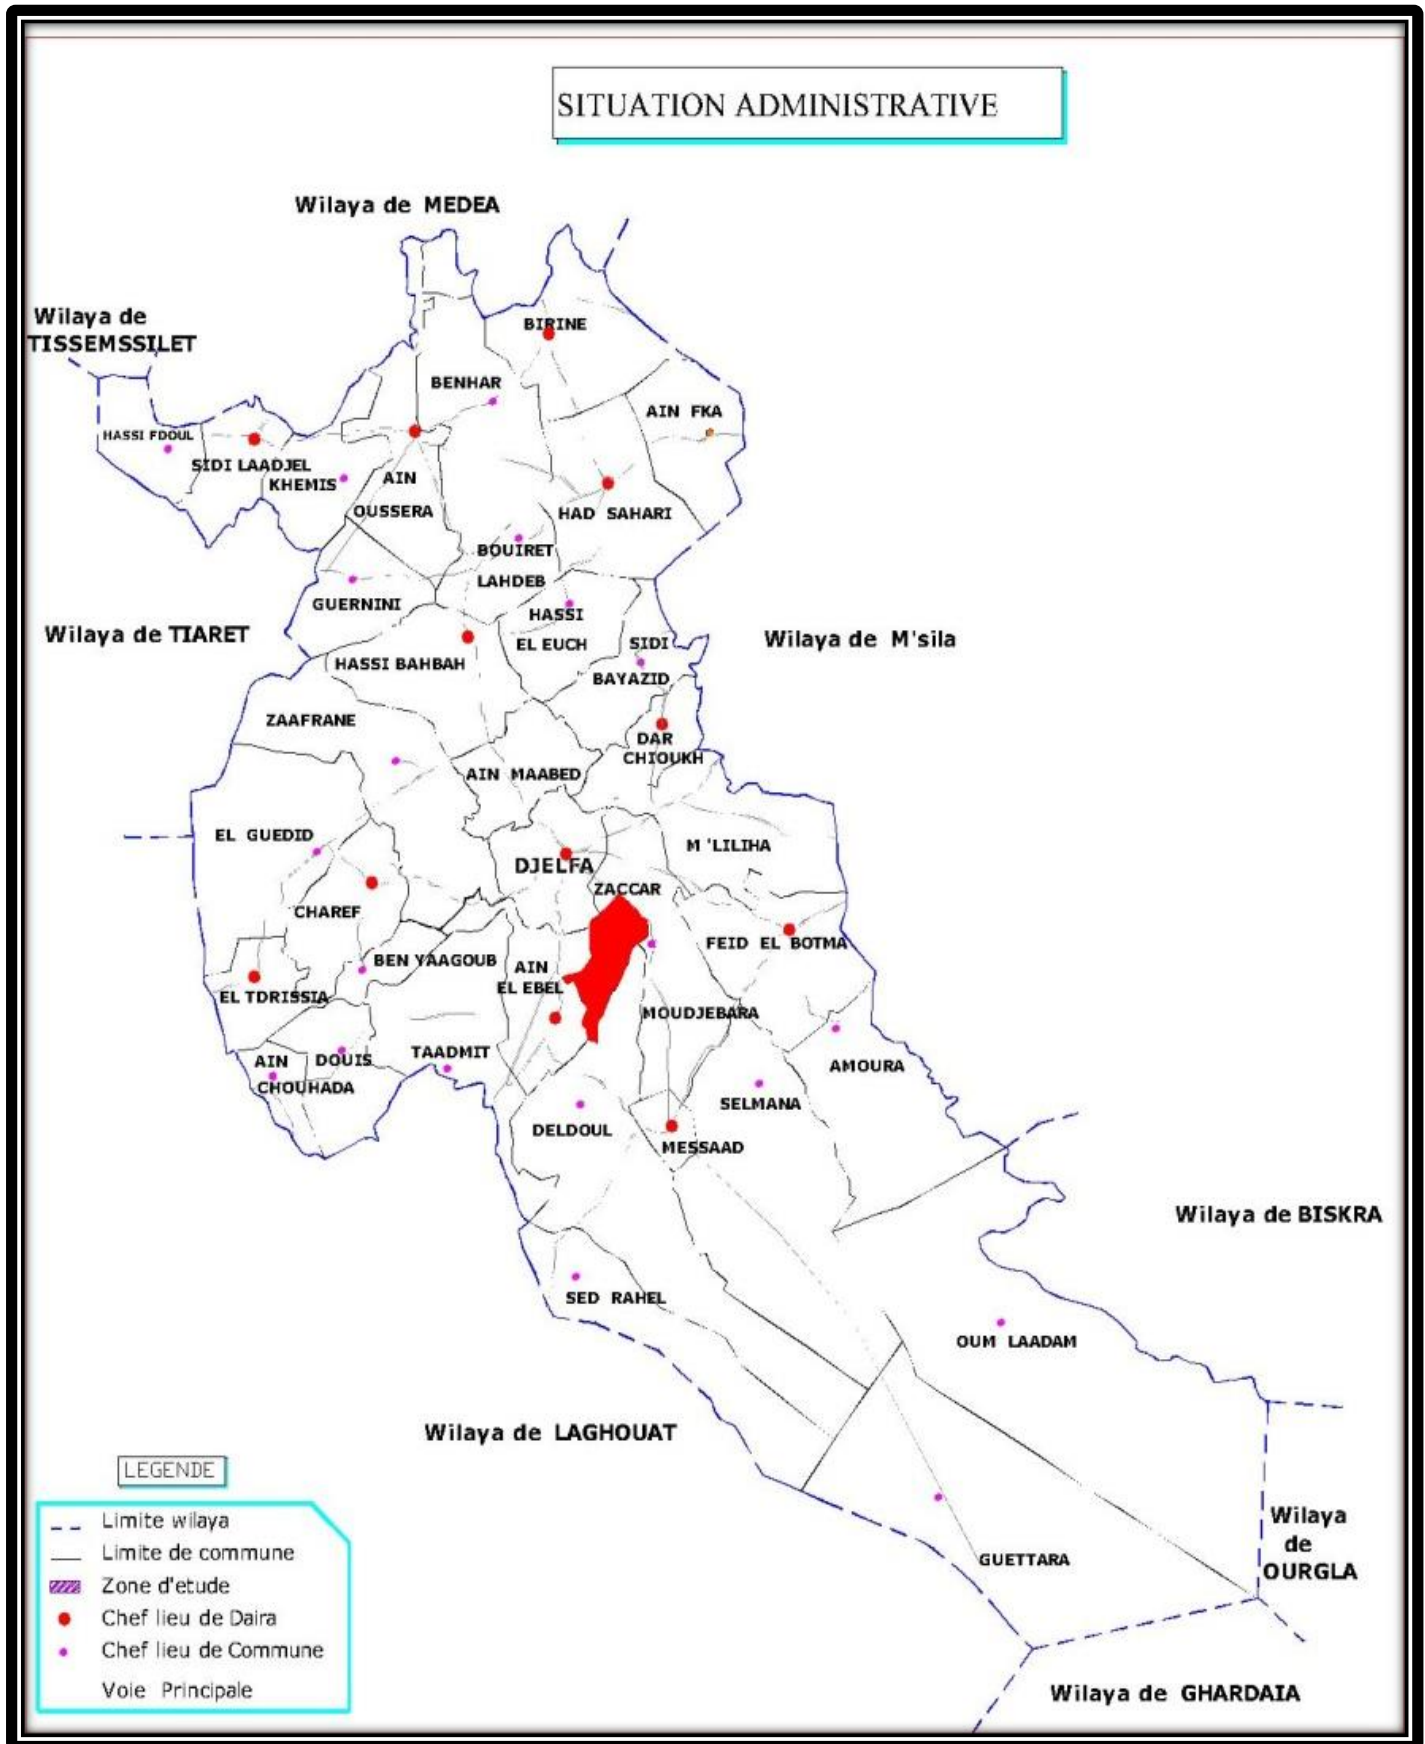 SITUATION ADMINISTRATIVE
Wilaya de MEDEA
Wilaya de
TISSEMSSILET
BIRINE
BENHAR
AIN FKA
HASSI FDOUL
SIDI LAADJEL
KHEMIS
AIN
OUSSERA
HAD SAHARI
BOUIRET
LAHDEB
GUERNINI
HASSI
EL EUCH
Wilaya de TIARET
Wilaya de M'sila
SIDI
BAYAZID
HASSI BAHBAH
ZAAFRANE
DAR
CHIOUKH
AIN MAABED
EL GUEDID
M 'LILIHA
DJELFA
ZACCAR
CHAREF
FEID EL BOTMA
BEN YAAGOUB
AIN
EL EBEL
EL TDRISSIA
MOUDJEBARA
AIN
CHOUHADA
DOUIS
TAADMIT
AMOURA
SELMANA
DELDOUL
MESSAAD
Wilaya de BISKRA
SED RAHEL
OUM LAADAM
Wilaya de LAGHOUAT
GUETTARA
Wilaya
de
OURGLA
Wilaya de GHARDAIA
LEGENDE
Limite wilaya
Limite de commune
Zone d'etude
Chef lieu de Daira
Chef lieu de Commune
Voie Principale